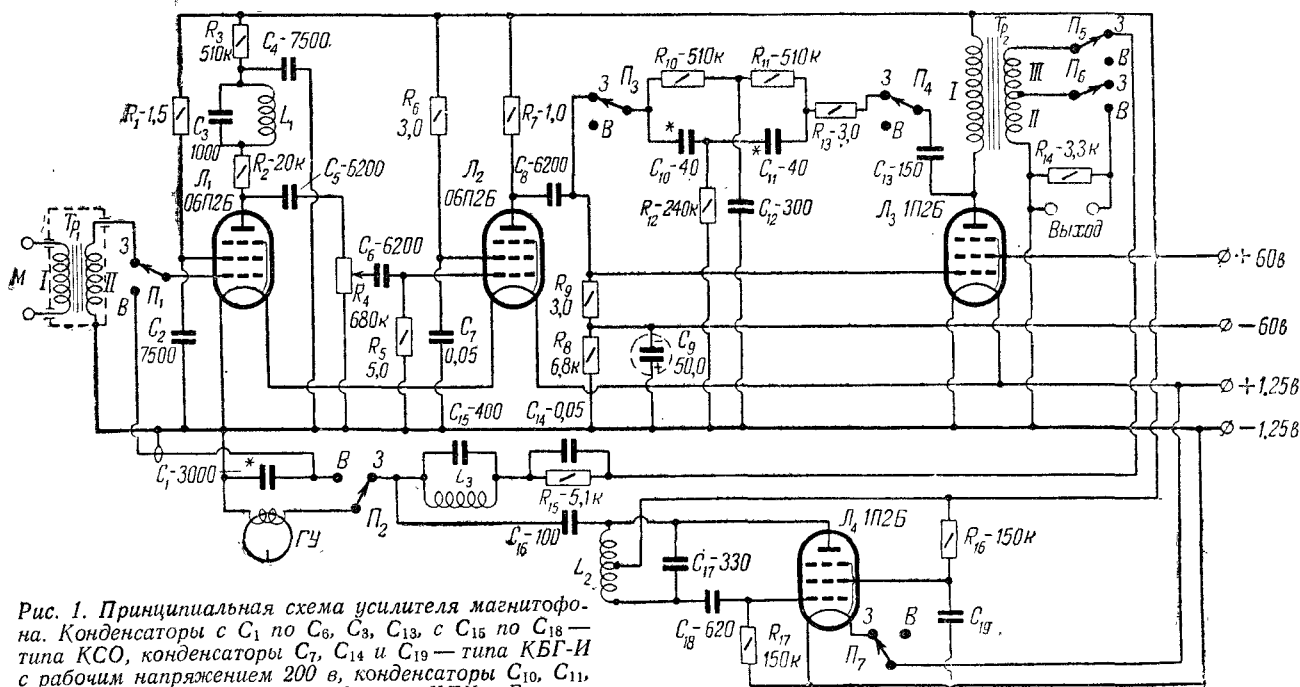 R₃
510к
C₄-7500
R₁-1,5
C₃
1000
L₁
R₂-20к
C₅-6200
Л₁
06П2Б
R₆
3,0
R₇-1,0
Л₂
06П2Б
C₈-6200
З
П₃
В
R₁₀-510к
R₁₁-510к
*
C₁₀-40
*
C₁₁-40
R₁₃-3,0
R₁₂-240к
C₁₂-300
З
П₄
В
C₁₃-150
Тр₂
I
III
II
П₅
З
В
П₆
З
В
R₁₄-3,3к
Выход
Л₃ 1П2Б
М
Тр₁
I
II
З
П₁
В
C₂
7500
C₆-6200
R₄
680к
R₅
5,0
C₇
0,05
R₉
3,0
R₈
6,8к
C₉
50,0
+
+60в
-60в
+1,25в
-1,25в
C₁-3000
*
В
З
П₂
ГУ
C₁₅-400
L₃
C₁₄-0,05
R₁₅-5,1к
C₁₆-100
L₂
C₁₇-330
C₁₈-620
R₁₇
150к
Л₄ 1П2Б
R₁₆-150к
C₁₉
З
В
П₇
Рис. 1. Принципиальная схема усилителя магнитофо-
на. Конденсаторы с C₁ по C₆, C₈, C₁₃, с C₁₅ по C₁₈ —
типа КСО, конденсаторы C₇, C₁₄ и C₁₉ — типа КБГ-И
с рабочим напряжением 200 в, конденсаторы C₁₀, C₁₁,